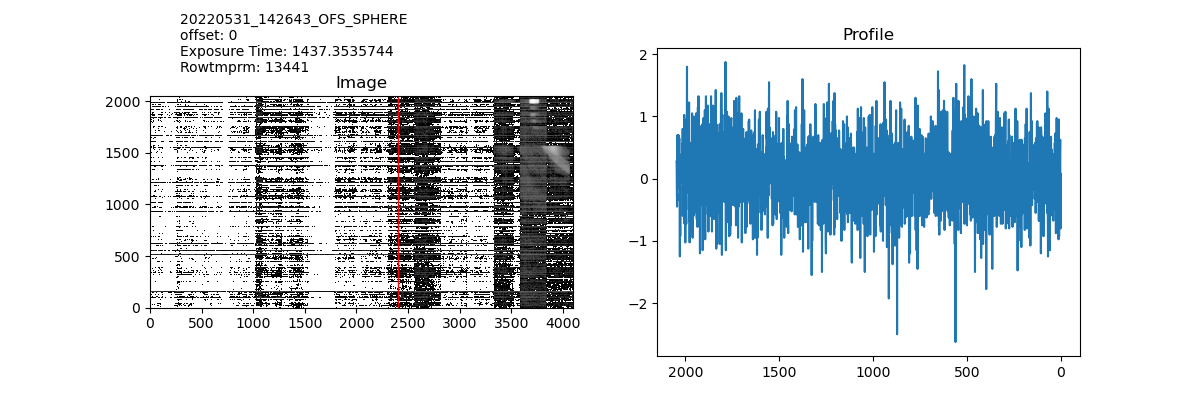 20220531_142643_OFS_SPHERE
offset: 0
Exposure Time: 1437.3535744
Rowtmprm: 13441
Image
2000
1500
1000
500
0
0 500 1000 1500 2000 2500 3000 3500 4000
Profile
2
1
0
−1
−2
2000 1500 1000 500 0